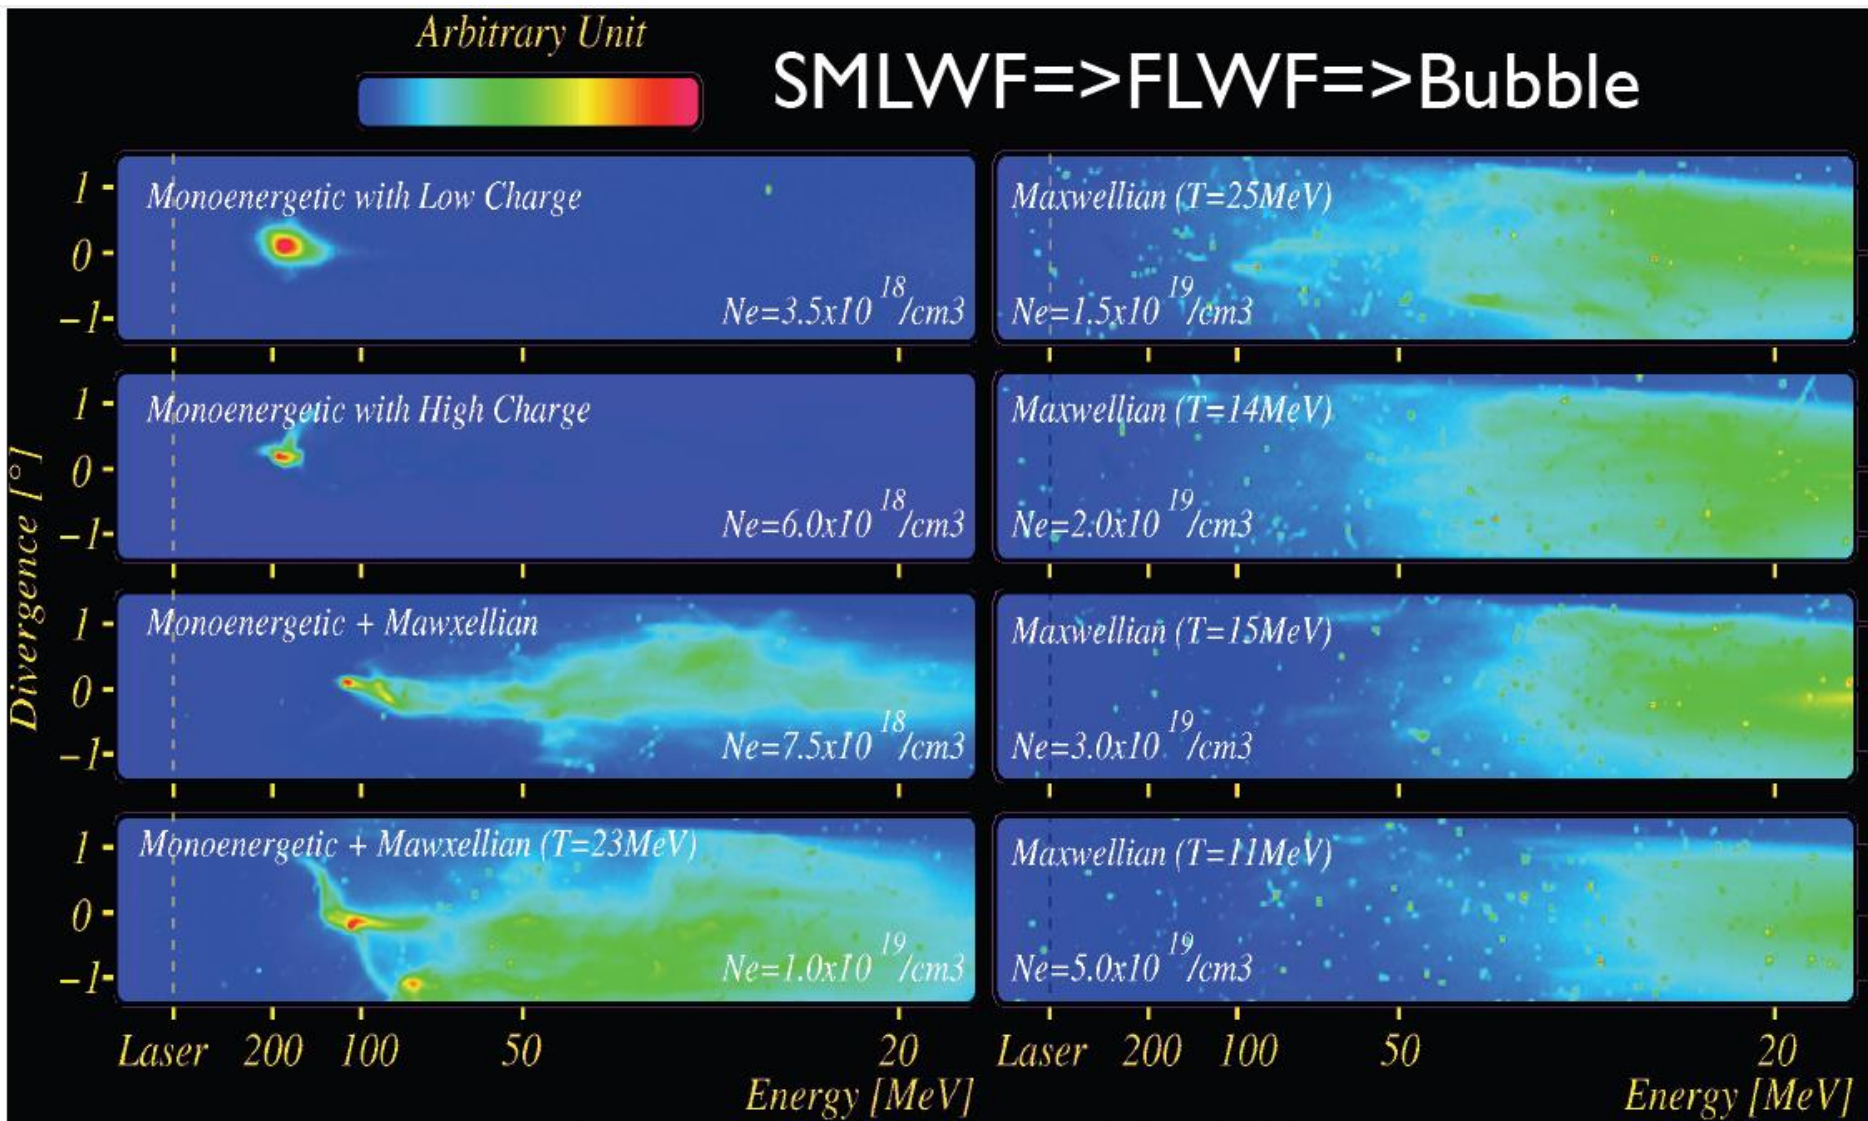 Arbitrary Unit
SMLWF=>FLWF=>Bubble
Divergence [°]
1
0
-1
Monoenergetic with Low Charge
Ne=3.5x10 18/cm3
Maxwellian (T=25MeV)
Ne=1.5x10 19/cm3
1
0
-1
Monoenergetic with High Charge
Ne=6.0x10 18/cm3
Maxwellian (T=14MeV)
Ne=2.0x10 19/cm3
1
0
-1
Monoenergetic + Mawxellian
Ne=7.5x10 18/cm3
Maxwellian (T=15MeV)
Ne=3.0x10 19/cm3
1
0
-1
Monoenergetic + Mawxellian (T=23MeV)
Ne=1.0x10 19/cm3
Maxwellian (T=11MeV)
Ne=5.0x10 19/cm3
Laser 200 100 50 20
Energy [MeV]
Laser 200 100 50 20
Energy [MeV]